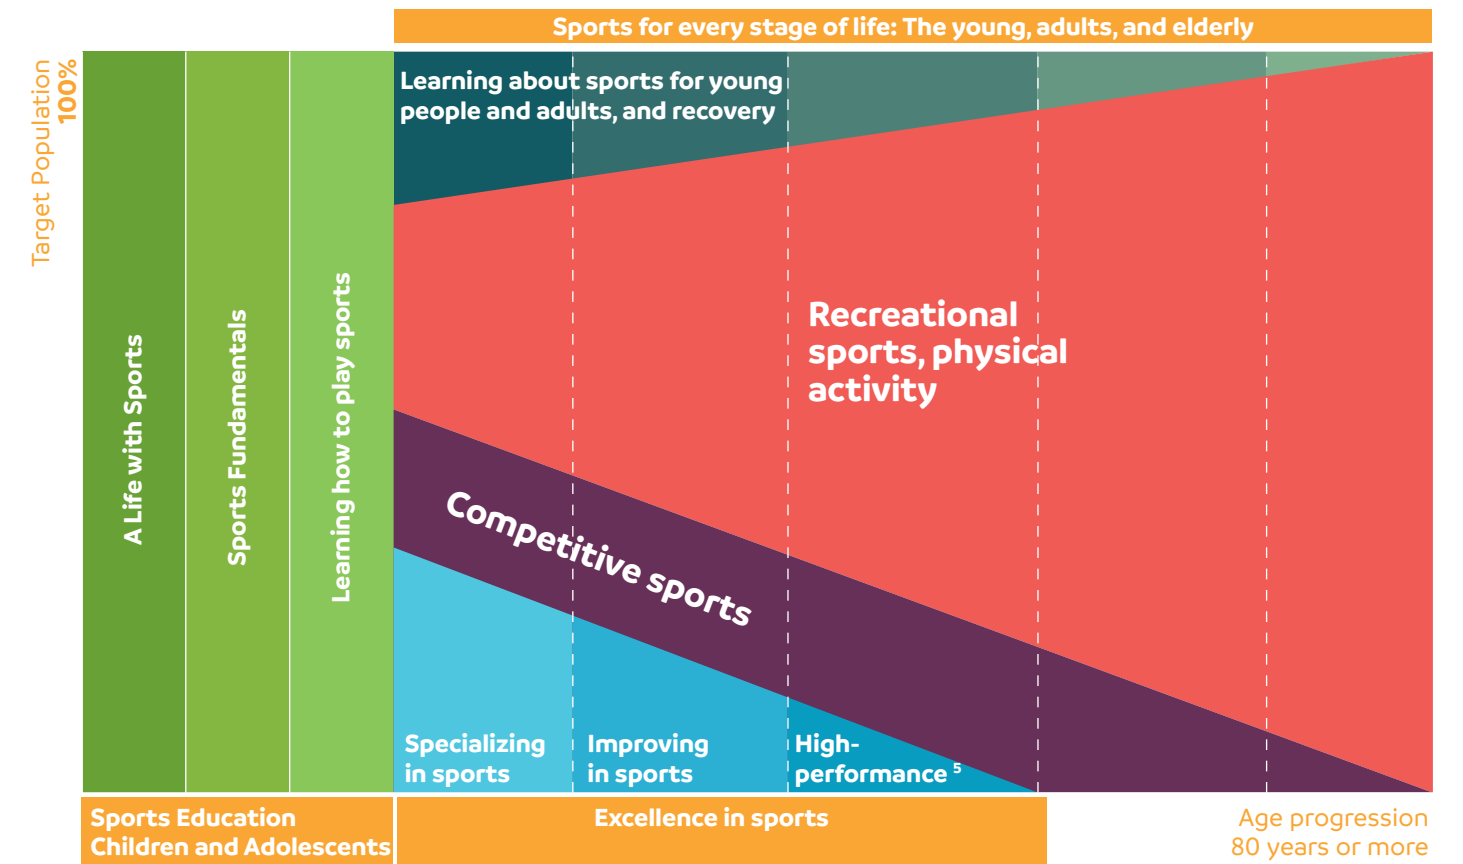 Sports for every stage of life: The young, adults, and elderly
Target Population
100%
Learning about sports for young
people and adults, and recovery
A Life with Sports
Sports Fundamentals
Learning how to play sports
Recreational
sports, physical
activity
Competitive sports
Specializing
in sports
Improving
in sports
High-
performance 5
Sports Education
Children and Adolescents
Excellence in sports
Age progression
80 years or more